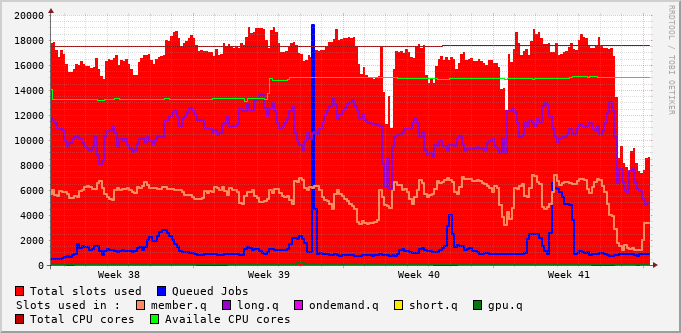 20000
18000
16000
14000
12000
10000
8000
6000
4000
2000
0
Week 38 Week 39 Week 40 Week 41
RRDTOOL / TOBI OETIKER
Total slots used Queued Jobs
Slots used in : member.q long.q ondemand.q short.q gpu.q
Total CPU cores Availale CPU cores